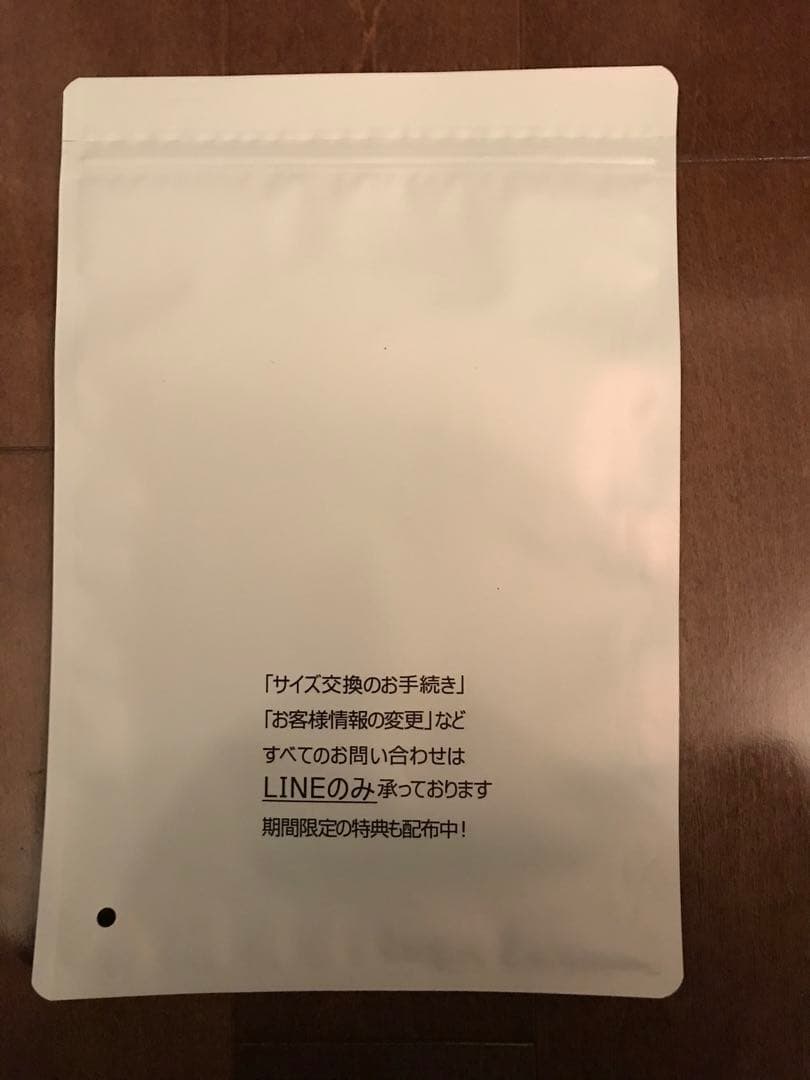 「サイズ交換のお手続き」
「お客様情報の変更」など
すべてのお問い合わせは
LINEのみ承っております
期間限定の特典も配布中！